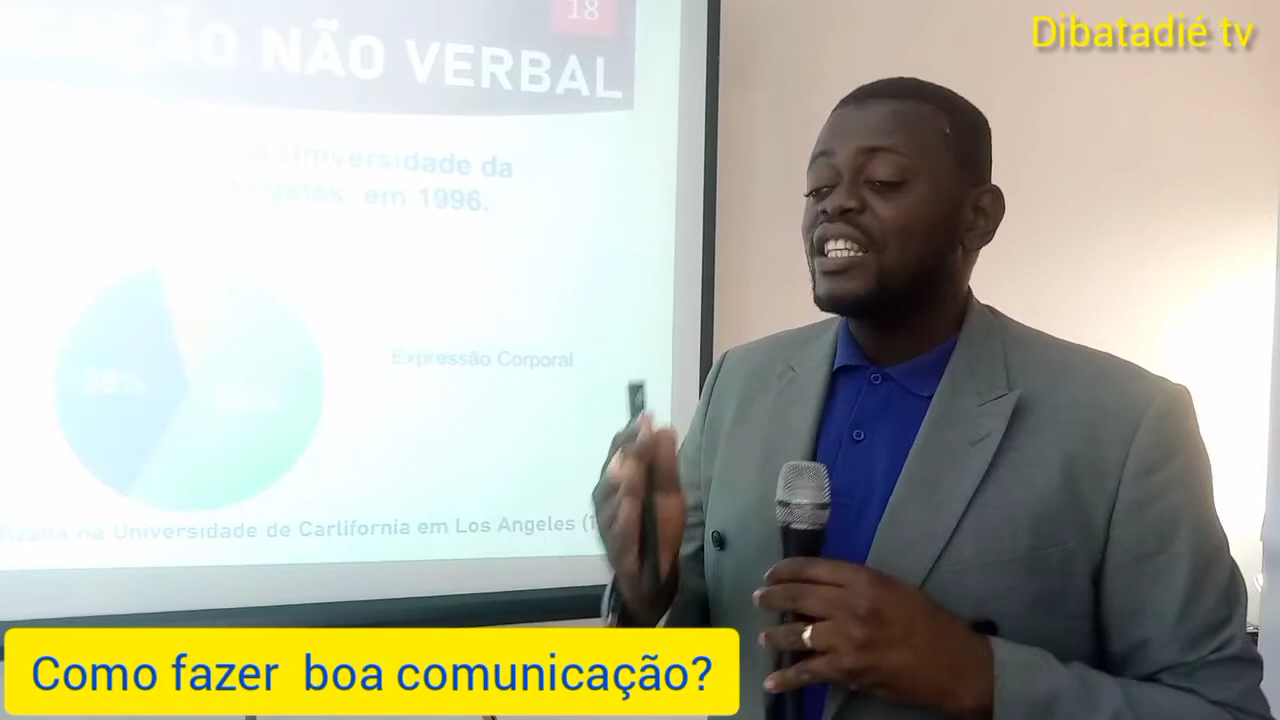 Dibatadié tv
18
NÃO VERBAL
Universidade da
em 1996.
Expressão Corporal
na Universidade de Carlifornia em Los Angeles
Como fazer boa comunicação?